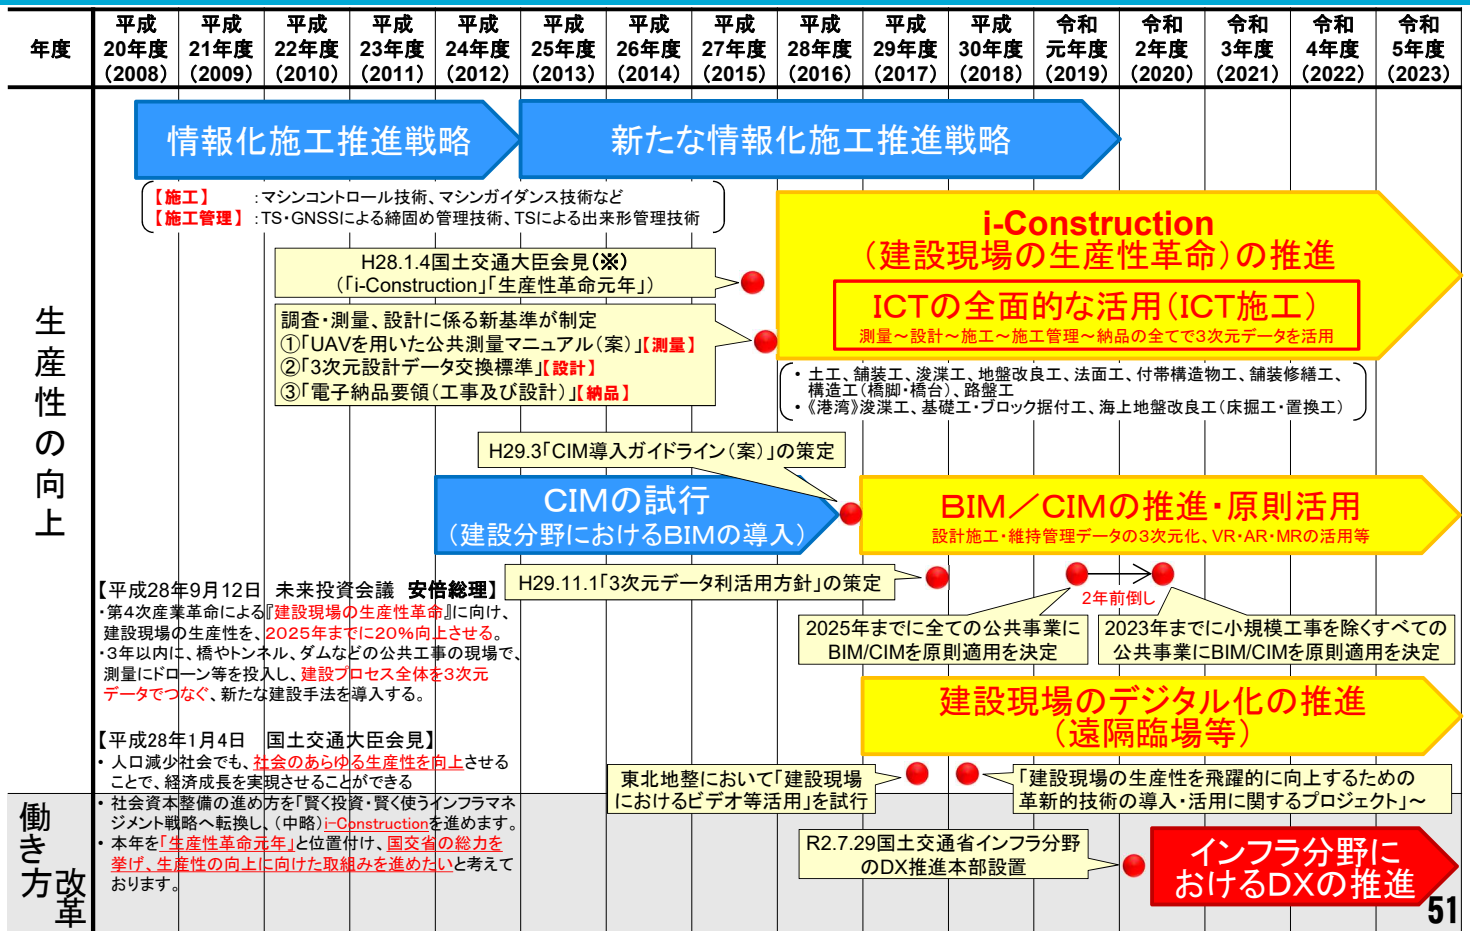 年度
平成
20年度
(2008)
平成
21年度
(2009)
平成
22年度
(2010)
平成
23年度
(2011)
平成
24年度
(2012)
平成
25年度
(2013)
平成
26年度
(2014)
平成
27年度
(2015)
平成
28年度
(2016)
平成
29年度
(2017)
平成
30年度
(2018)
令和
元年度
(2019)
令和
2年度
(2020)
令和
3年度
(2021)
令和
4年度
(2022)
令和
5年度
(2023)
生産性の向上
情報化施工推進戦略
新たな情報化施工推進戦略
【施工】 :マシンコントロール技術、マシンガイダンス技術など
【施工管理】:TS・GNSSによる締固め管理技術、TSによる出来形管理技術
i-Construction
(建設現場の生産性革命)の推進
ICTの全面的な活用(ICT施工)
測量～設計～施工～施工管理～納品の全てで3次元データを活用
H28.1.4国土交通大臣会見(※)
(「i-Construction」「生産性革命元年」)
調査・測量、設計に係る新基準が制定
①「UAVを用いた公共測量マニュアル(案)」【測量】
②「3次元設計データ交換標準」【設計】
③「電子納品要領(工事及び設計)」【納品】
・土工、舗装工、浚渫工、地盤改良工、法面工、付帯構造物工、舗装修繕工、
構造工(橋脚・橋台)、路盤工
・《港湾》浚渫工、基礎工・ブロック据付工、海上地盤改良工(床掘工・置換工)
H29.3「CIM導入ガイドライン(案)」の策定
CIMの試行
(建設分野におけるBIMの導入)
BIM／CIMの推進・原則活用
設計施工・維持管理データの3次元化、VR・AR・MRの活用等
H29.11.1「3次元データ利活用方針」の策定
2年前倒し
2025年までに全ての公共事業に
BIM/CIMを原則適用を決定
2023年までに小規模工事を除くすべての
公共事業にBIM/CIMを原則適用を決定
【平成28年9月12日 未来投資会議 安倍総理】
・第4次産業革命による『建設現場の生産性革命』に向け、
建設現場の生産性を、2025年までに20%向上させる。
・3年以内に、橋やトンネル、ダムなどの公共工事の現場で、
測量にドローン等を投入し、建設プロセス全体を3次元
データでつなぐ、新たな建設手法を導入する。
建設現場のデジタル化の推進
(遠隔臨場等)
【平成28年1月4日 国土交通大臣会見】
・人口減少社会でも、社会のあらゆる生産性を向上させる
ことで、経済成長を実現させることができる
・社会資本整備の進め方を「賢く投資・賢く使うインフラマネ
ジメント戦略へ転換し、(中略)i-Constructionを進めます。
・本年を「生産性革命元年」と位置付け、国交省の総力を
挙げ、生産性の向上に向けた取組みを進めたいと考えて
おります。
東北地整において「建設現場
におけるビデオ等活用」を試行
「建設現場の生産性を飛躍的に向上するための
革新的技術の導入・活用に関するプロジェクト」～
働き方改革
R2.7.29国土交通省インフラ分野
のDX推進本部設置
インフラ分野に
おけるDXの推進
51